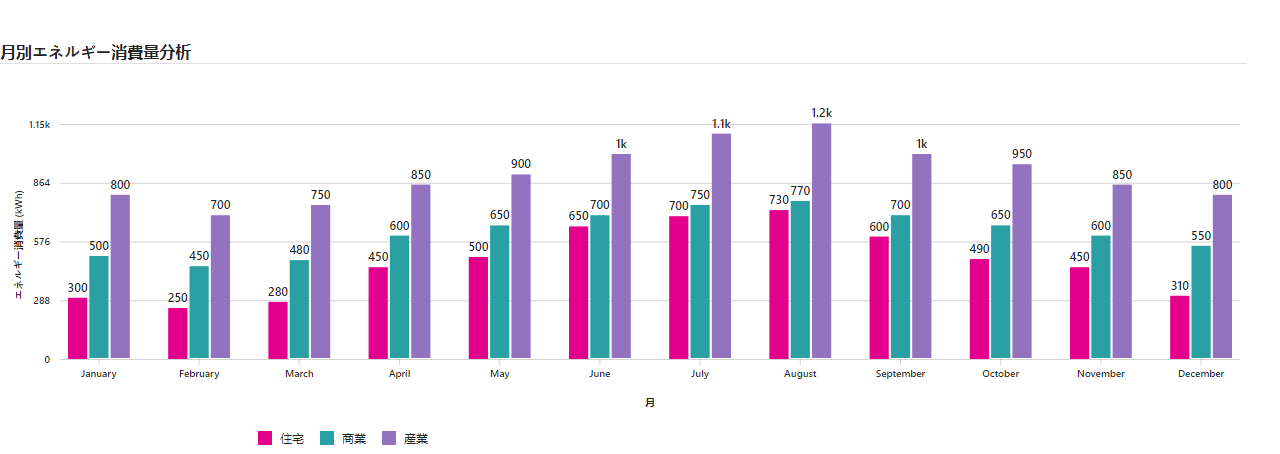 月別エネルギー消費量分析
エネルギー消費量 (kWh)
1.15k
864
576
288
0
300 500 800
250 450 700
280 480 750
450 600 850
500 650 900
650 700 1k
700 750 1.1k
730 770 1.2k
600 700 1k
490 650 950
450 600 850
310 550 800
January February March April May June July August September October November December
月
住宅 商業 産業